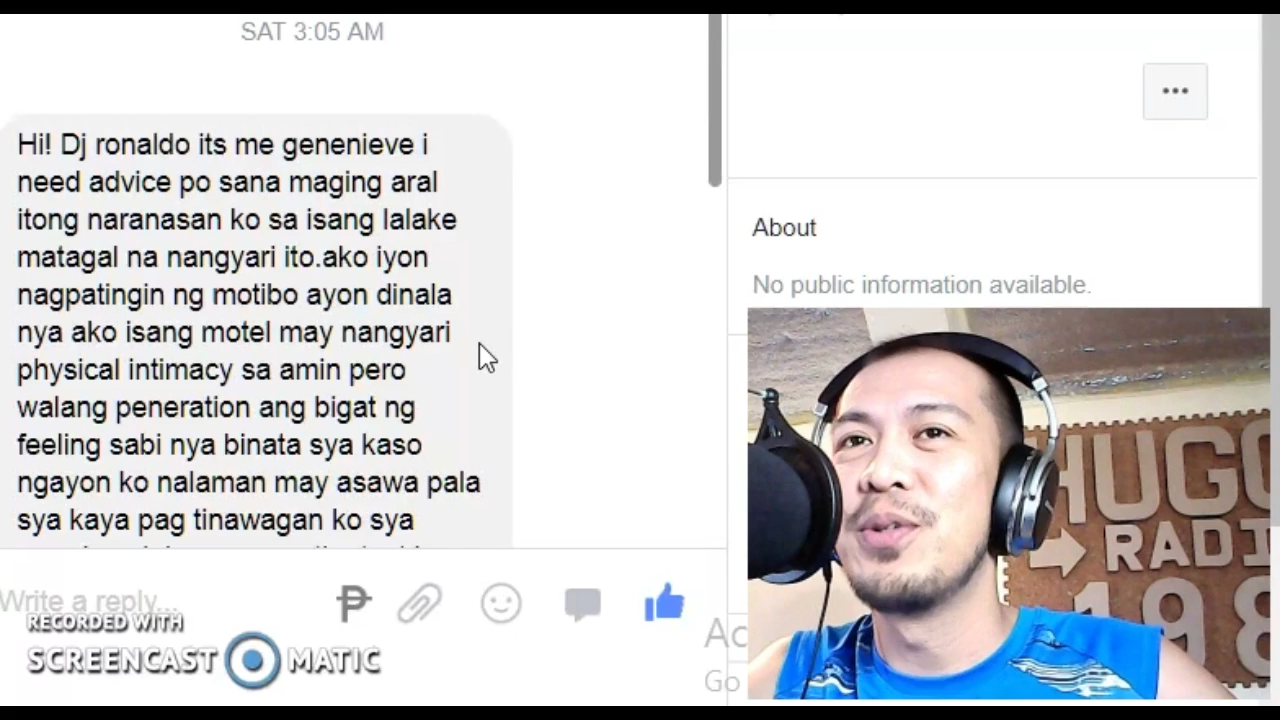 SAT 3:05 AM
Hi! Dj ronaldo its me genenieve i
need advice po sana maging aral
itong naranasan ko sa isang lalake
matagal na nangyari ito.ako iyon
nagpatingin ng motibo ayon dinala
nya ako isang motel may nangyari
physical intimacy sa amin pero
walang peneration ang bigat ng
feeling sabi nya binata sya kaso
ngayon ko nalaman may asawa pala
sya kaya pag tinawagan ko sya
Write a reply...
RECORDED WITH
SCREENCAST MATIC
About
No public information available.
HUGO
RADI
198
Ac
Go